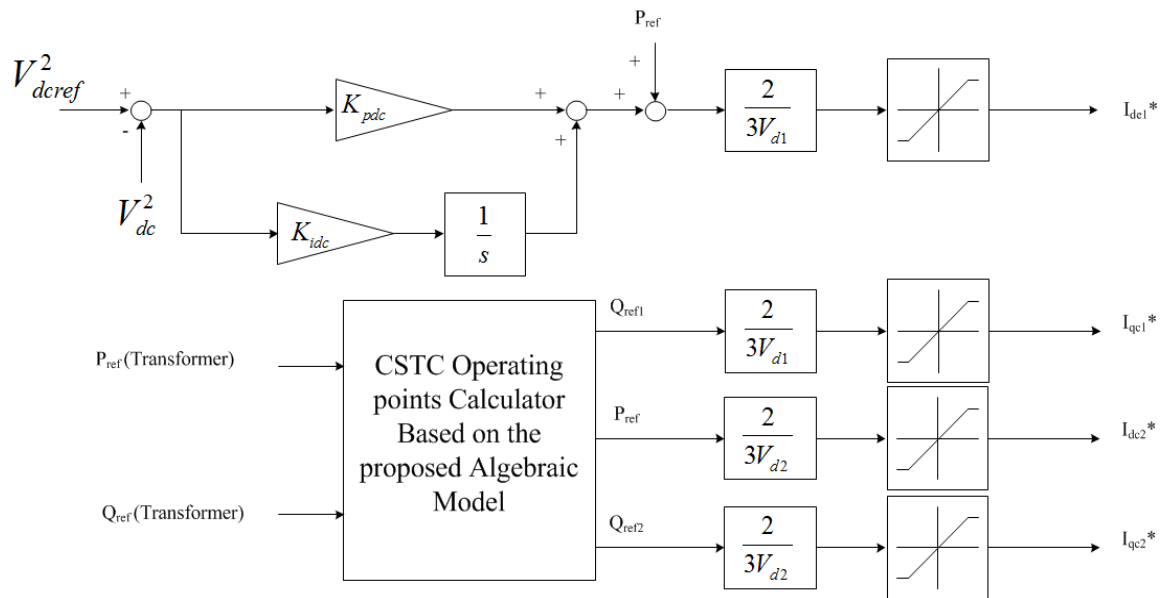 P_ref
V²_dcref
+
-
V²_dc
K_pdc
+
+
+
+
2
3V_d1
I_de1*
K_idc
1
s
P_ref(Transformer)
Q_ref(Transformer)
CSTC Operating
points Calculator
Based on the
proposed Algebraic
Model
Q_ref1
2
3V_d1
I_qc1*
P_ref
2
3V_d2
I_dc2*
Q_ref2
2
3V_d2
I_qc2*